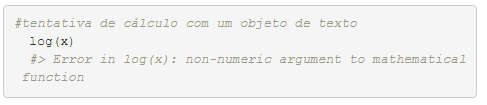 #tentativa de cálculo com um objeto de texto
log(x)
#> Error in log(x): non-numeric argument to mathematical
function